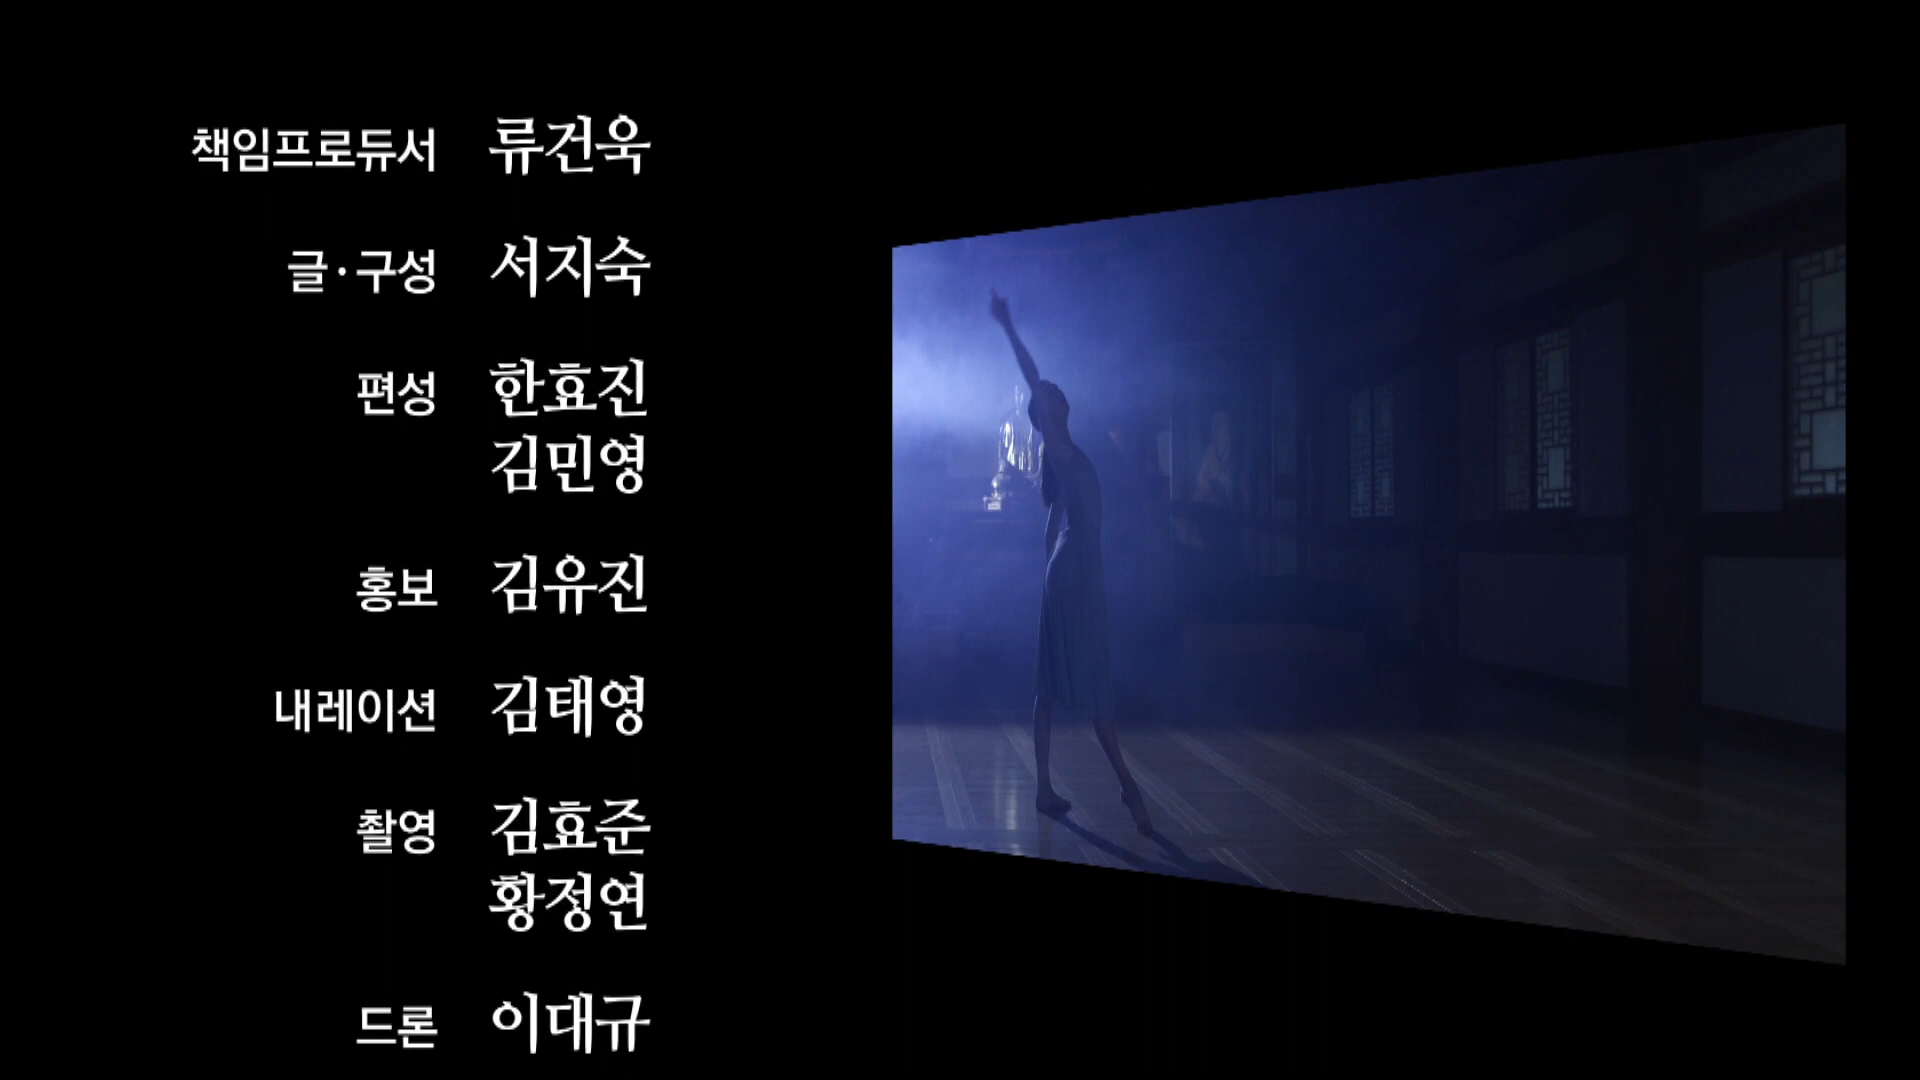 책임프로듀서 류건욱
글·구성 서지숙
편성 한효진
김민영
홍보 김유진
내레이션 김태영
촬영 김효준
황정연
드론 이대규